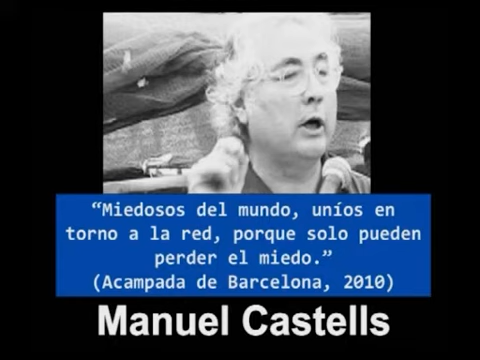 “Miedosos del mundo, uníos en
torno a la red, porque solo pueden
perder el miedo.”
(Acampada de Barcelona, 2010)
Manuel Castells